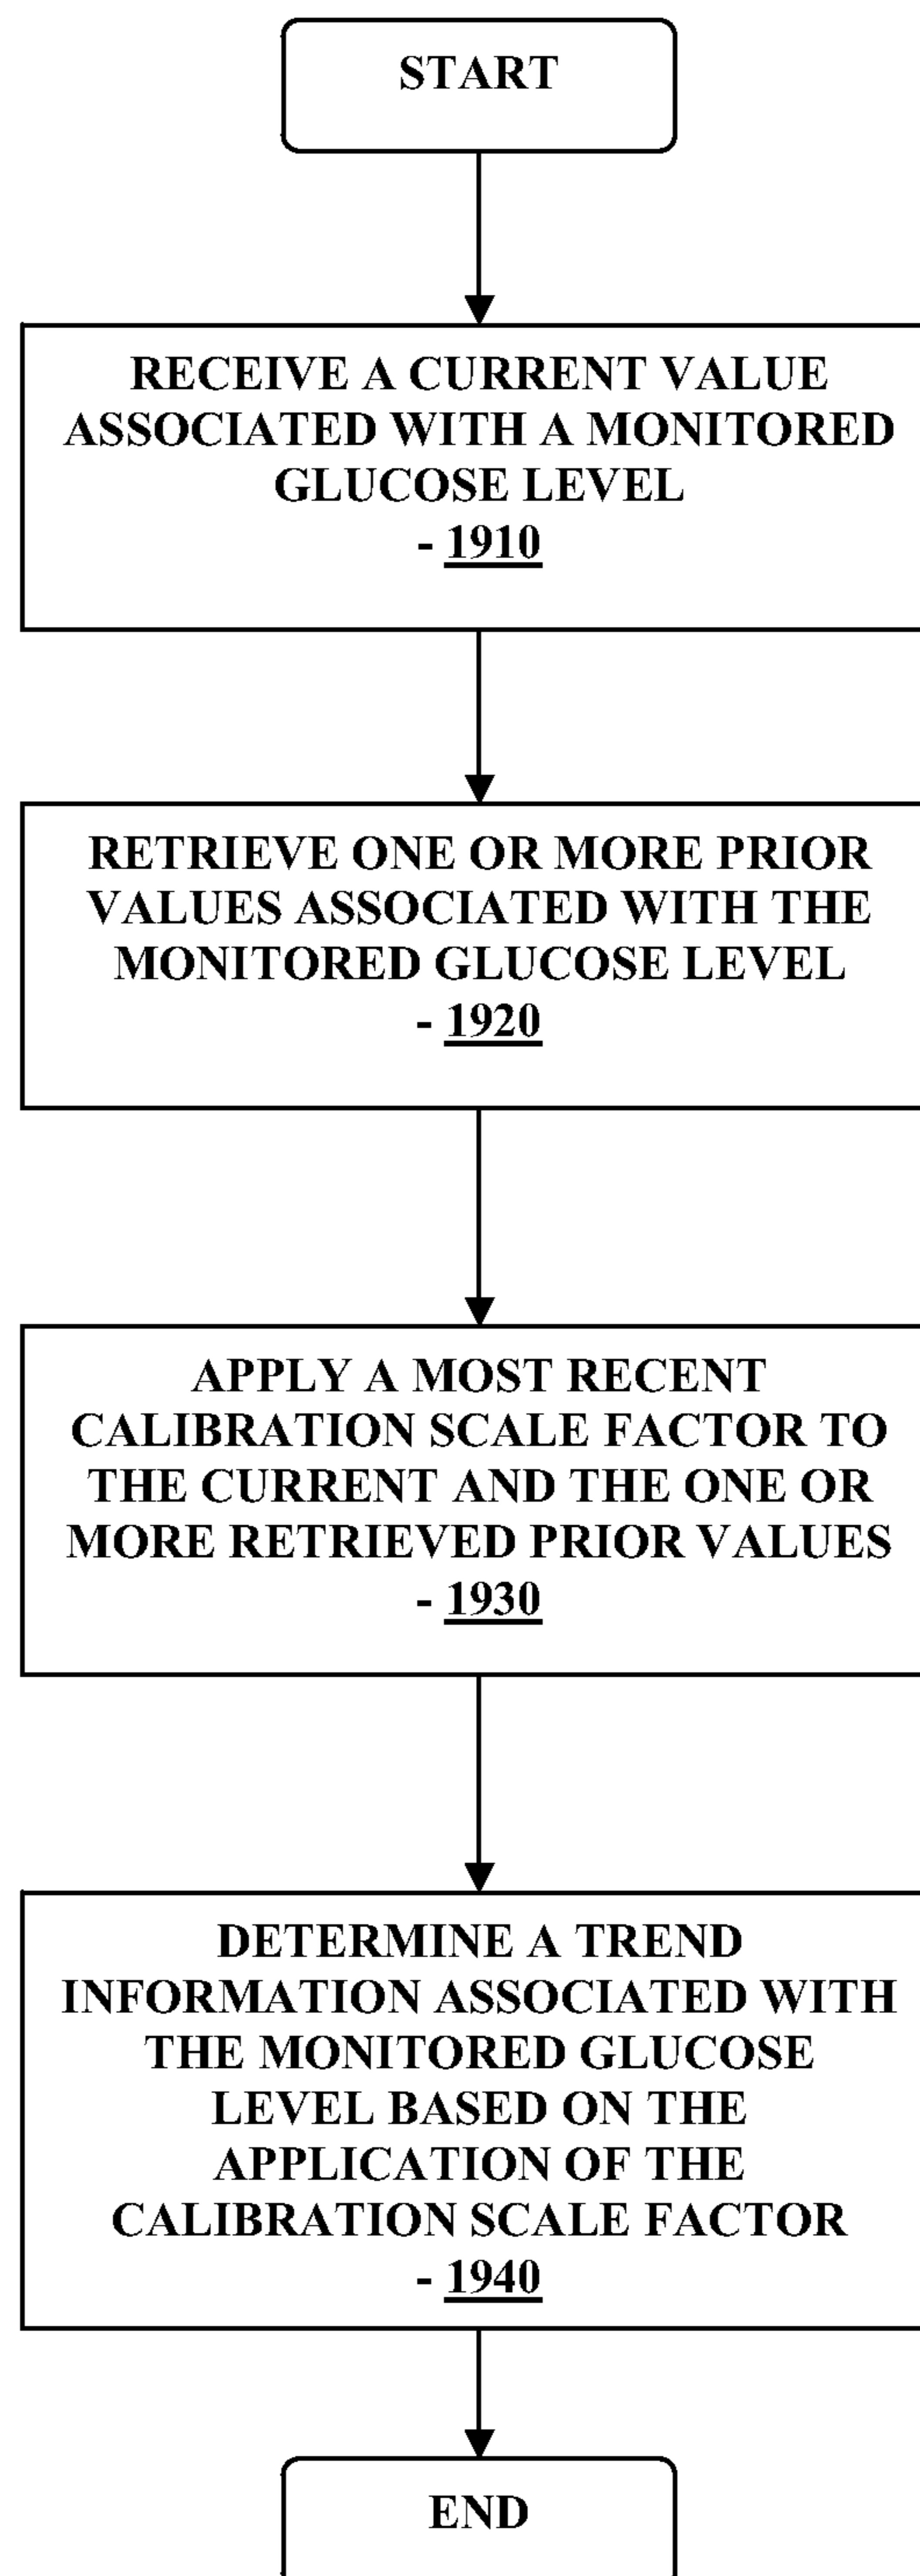 START
RECEIVE A CURRENT VALUE
ASSOCIATED WITH A MONITORED
GLUCOSE LEVEL
- 1910
RETRIEVE ONE OR MORE PRIOR
VALUES ASSOCIATED WITH THE
MONITORED GLUCOSE LEVEL
- 1920
APPLY A MOST RECENT
CALIBRATION SCALE FACTOR TO
THE CURRENT AND THE ONE OR
MORE RETRIEVED PRIOR VALUES
- 1930
DETERMINE A TREND
INFORMATION ASSOCIATED WITH
THE MONITORED GLUCOSE
LEVEL BASED ON THE
APPLICATION OF THE
CALIBRATION SCALE FACTOR
- 1940
END